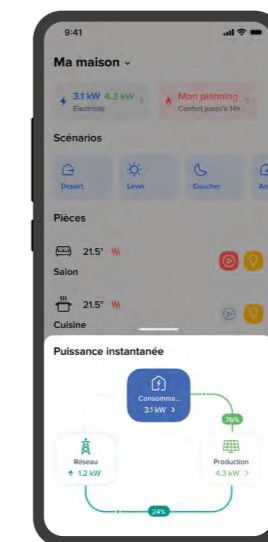 9:41
Ma maison
3.1 kW 4.3 kW
Électricité
Mon planning
Confort jusqu'à 14h
Scénarios
Départ
Lever
Coucher
Pièces
21.5°
Salon
21.5°
Cuisine
Puissance instantanée
Consomma...
3.1 kW >
76%
Réseau
↑ 1.2 kW
Production
4.3 kW >
24%